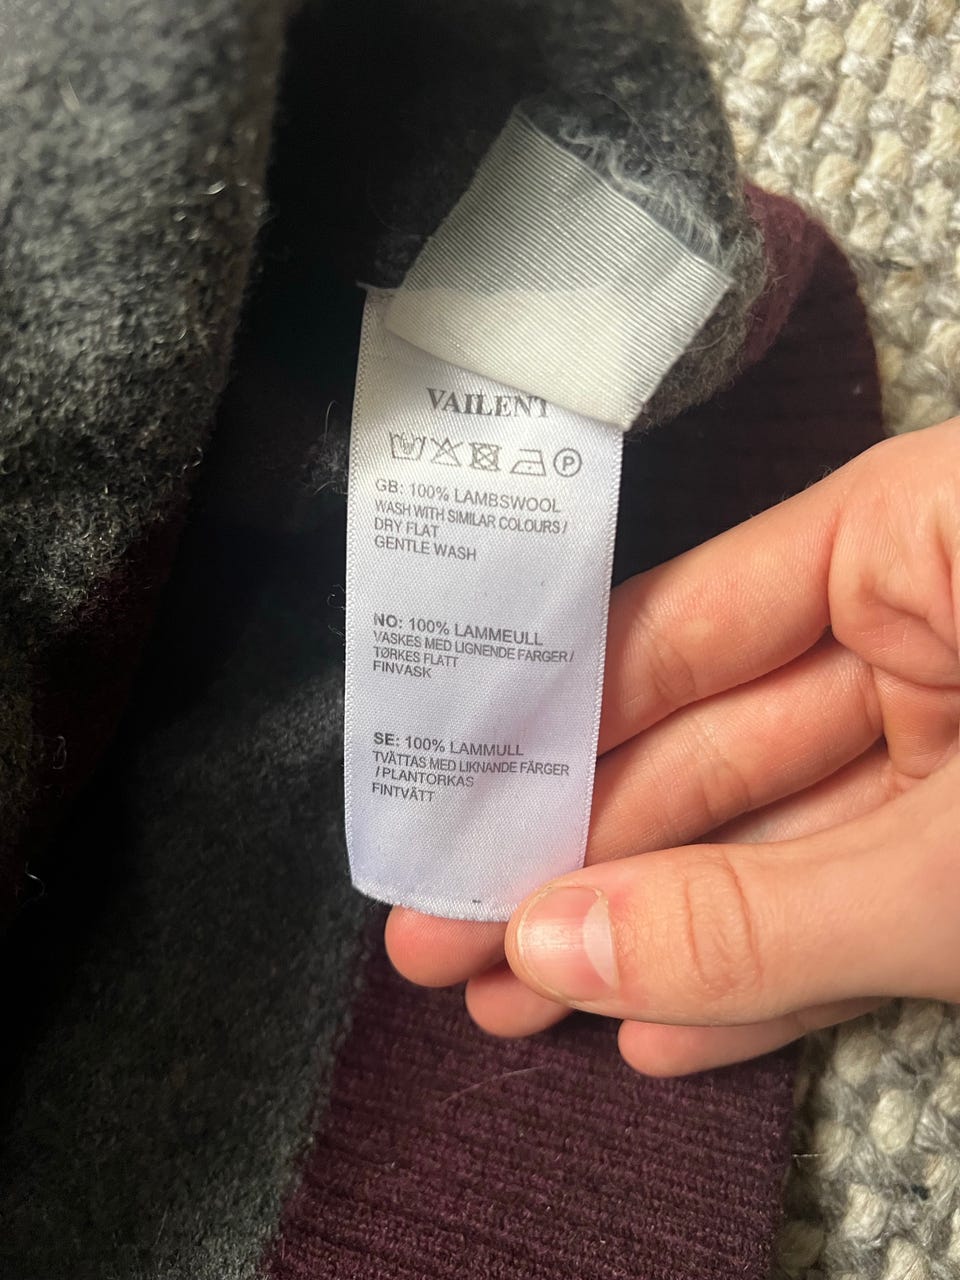 VAILENT
P
GB: 100% LAMBSWOOL
WASH WITH SIMILAR COLOURS /
DRY FLAT
GENTLE WASH
NO: 100% LAMMEULL
VASKES MED LIGNENDE FARGER /
TØRKES FLATT
FINVASK
SE: 100% LAMMULL
TVÄTTAS MED LIKNANDE FÄRGER
/ PLANTORKAS
FINTVÄTT